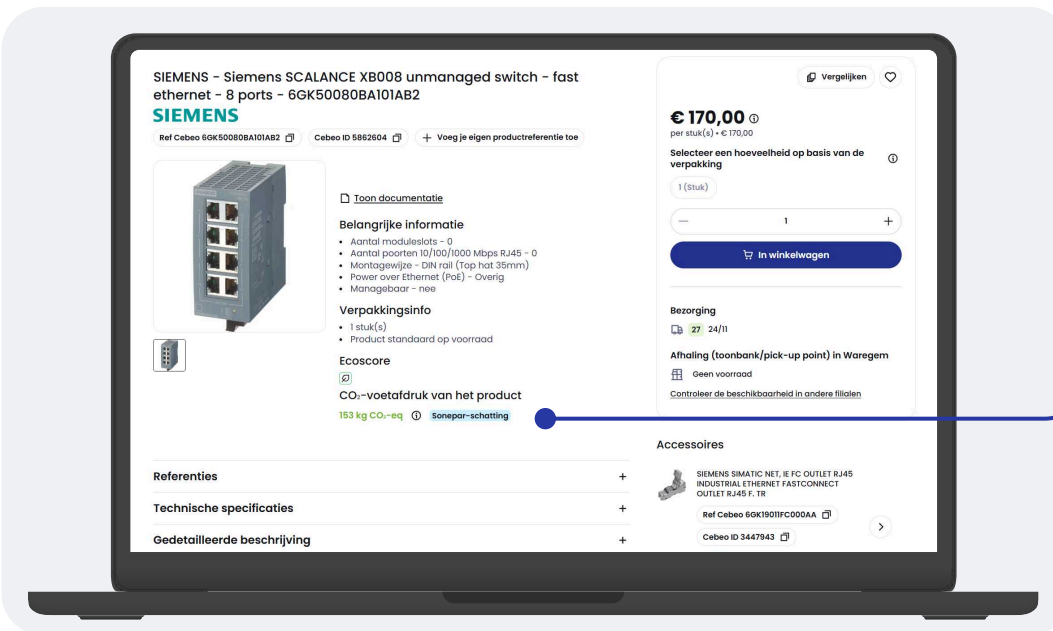 SIEMENS - Siemens SCALANCE XB008 unmanaged switch - fast
ethernet - 8 ports - 6GK50080BA101AB2
SIEMENS
Ref Cebeo 6GK50080BA101AB2
Cebeo ID 5862604
+ Voeg je eigen productreferentie toe
Toon documentatie
Belangrijke informatie
• Aantal moduleslots - 0
• Aantal poorten 10/100/1000 Mbps RJ45 - 0
• Montagewijze - DIN rail (Top hat 35mm)
• Power over Ethernet (PoE) - Overig
• Managebaar - nee
Verpakkingsinfo
• 1 stuk(s)
• Product standaard op voorraad
Ecoscore
CO₂-voetafdruk van het product
153 kg CO₂-eq
Sonepar-schatting
Referenties +
Technische specificaties +
Gedetailleerde beschrijving +
Vergelijken
€ 170,00
per stuk(s) • € 170,00
Selecteer een hoeveelheid op basis van de
verpakking
1 (Stuk)
— 1 +
In winkelwagen
Bezorging
27 24/11
Afhaling (toonbank/pick-up point) in Waregem
Geen voorraad
Controleer de beschikbaarheid in andere filialen
Accessoires
SIEMENS SIMATIC NET, IE FC OUTLET RJ45
INDUSTRIAL ETHERNET FASTCONNECT
OUTLET RJ45 F. TR
Ref Cebeo 6GK19011FC000AA
Cebeo ID 3447943